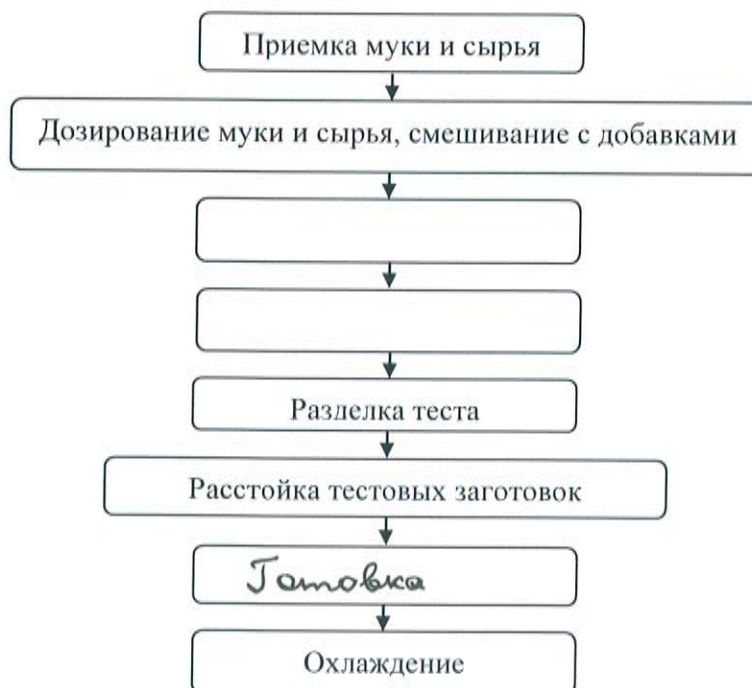 Приемка муки и сырья
Дозирование муки и сырья, смешивание с добавками
Разделка теста
Расстойка тестовых заготовок
Готовка
Охлаждение